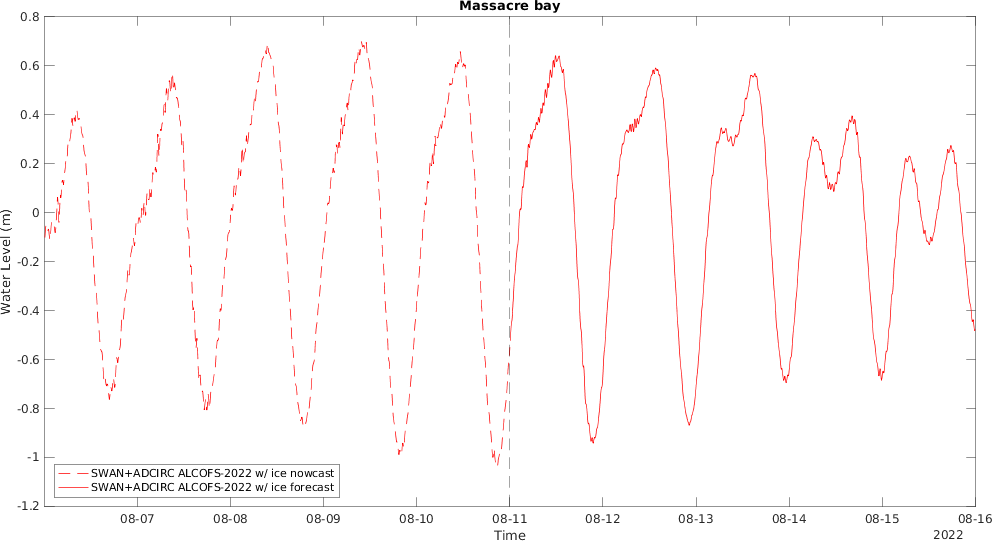 Massacre bay
0.8
0.6
0.4
0.2
0
-0.2
-0.4
-0.6
-0.8
-1
-1.2
Water Level (m)
SWAN+ADCIRC ALCOFS-2022 w/ ice nowcast
SWAN+ADCIRC ALCOFS-2022 w/ ice forecast
08-07 08-08 08-09 08-10 08-11 08-12 08-13 08-14 08-15 08-16
Time
2022